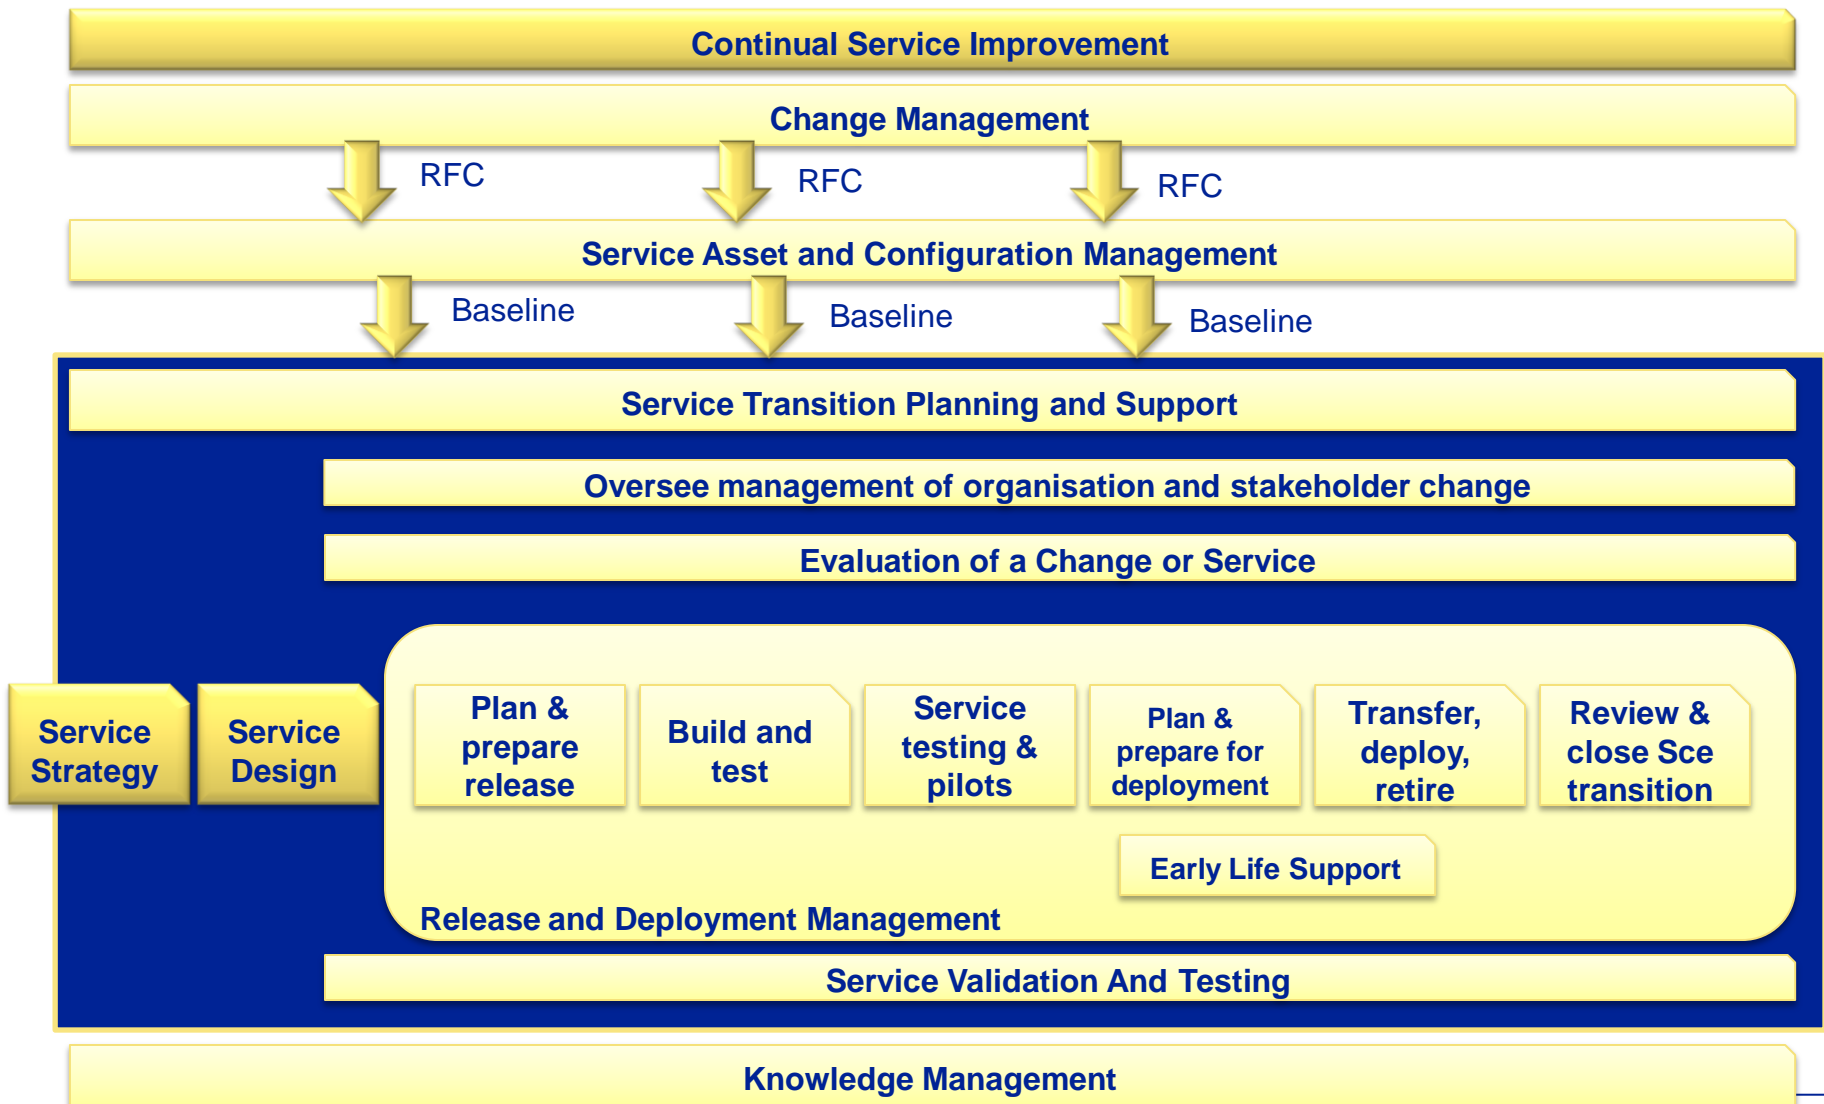 Continual Service Improvement
Change Management
RFC
RFC
RFC
Service Asset and Configuration Management
Baseline
Baseline
Baseline
Service Transition Planning and Support
Oversee management of organisation and stakeholder change
Evaluation of a Change or Service
Service
Strategy
Service
Design
Plan &
prepare
release
Build and
test
Service
testing &
pilots
Plan &
prepare for
deployment
Transfer,
deploy,
retire
Review &
close Sce
transition
Early Life Support
Release and Deployment Management
Service Validation And Testing
Knowledge Management